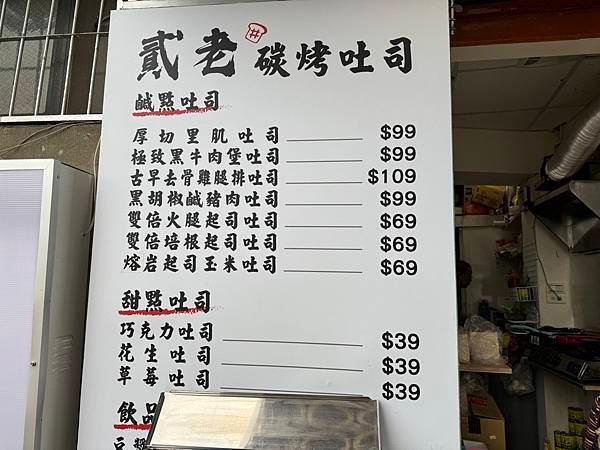 貳老碳烤吐司
鹹點吐司
厚切里肌吐司 $99
極致黑牛肉堡吐司 $99
古早去骨雞腿排吐司 $109
黑胡椒鹹豬肉吐司 $99
雙倍火腿起司吐司 $69
雙倍培根起司吐司 $69
熔岩起司玉米吐司 $69
甜點吐司
巧克力吐司 $39
花生吐司 $39
草莓吐司 $39
飲品
豆漿